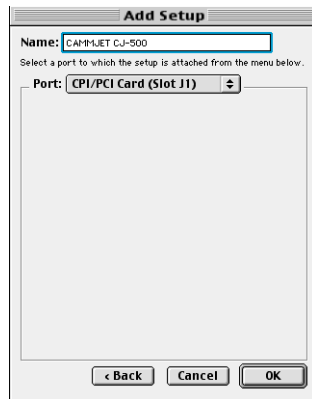 Add Setup
Name: CAMMJET CJ-500
Select a port to which the setup is attached from the menu below.
Port: CPI/PCI Card (Slot J1)
‹ Back Cancel OK